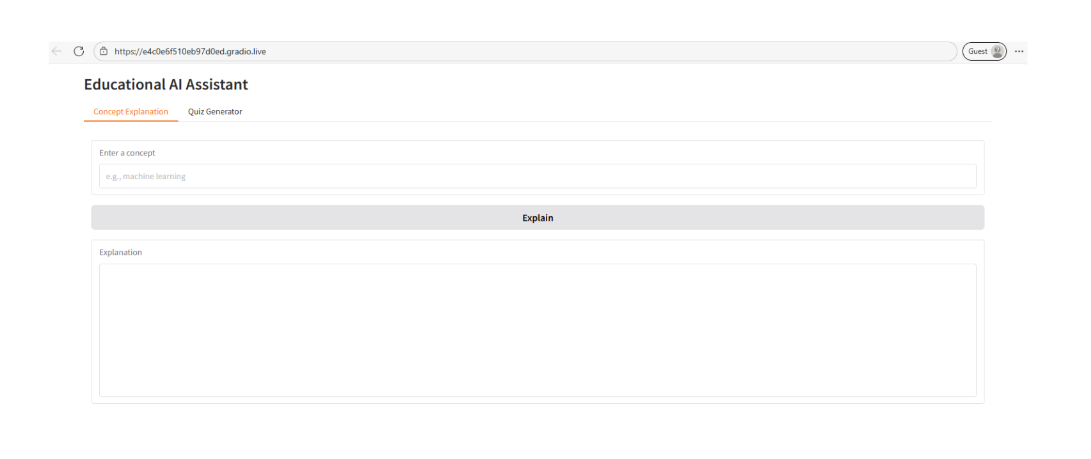 https://e4c0e6f510eb97d0ed.gradio.live
Guest
Educational AI Assistant
Concept Explanation Quiz Generator
Enter a concept
e.g., machine learning
Explain
Explanation